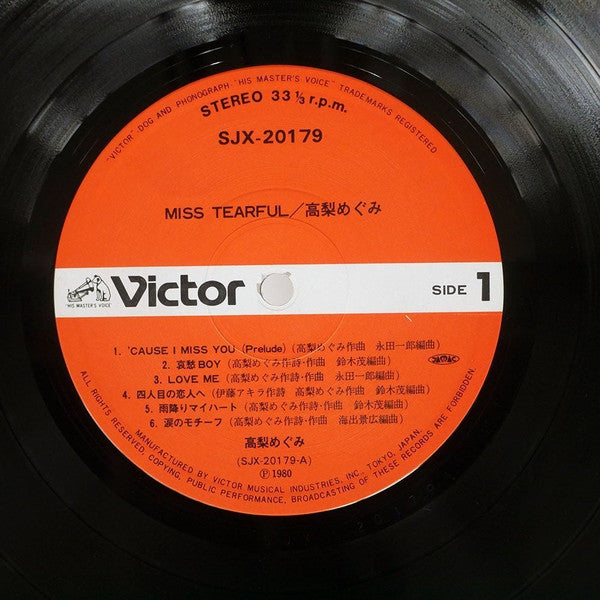 "VICTOR" DOG AND PHONOGRAPH-"HIS MASTER'S VOICE" TRADEMARKS REGISTERED
STEREO 33 1/3 r.p.m.
SJX-20179
MISS TEARFUL/高梨めぐみ
"HIS MASTER'S VOICE"
Victor
SIDE 1
1. 'CAUSE I MISS YOU (Prelude) (高梨めぐみ作曲 永田一郎編曲)
2. 哀愁BOY (高梨めぐみ作詩・作曲 鈴木茂編曲)
3. LOVE ME (高梨めぐみ作詩・作曲 永田一郎編曲)
4. 四人目の恋人へ (伊藤アキラ作詩 高梨めぐみ作曲 鈴木茂編曲)
5. 雨降りマイハート (高梨めぐみ作詩・作曲 鈴木茂編曲)
6. 涙のモチーフ (高梨めぐみ作詩・作曲 海出景広編曲)
JASRAC
高梨めぐみ
(SJX-20179-A)
Ⓟ1980
MANUFACTURED BY VICTOR MUSICAL INDUSTRIES, INC. TOKYO, JAPAN.
ALL RIGHTS RESERVED, COPYING, PUBLIC PERFORMANCE, BROADCASTING OF THESE RECORDS ARE FORBIDDEN.